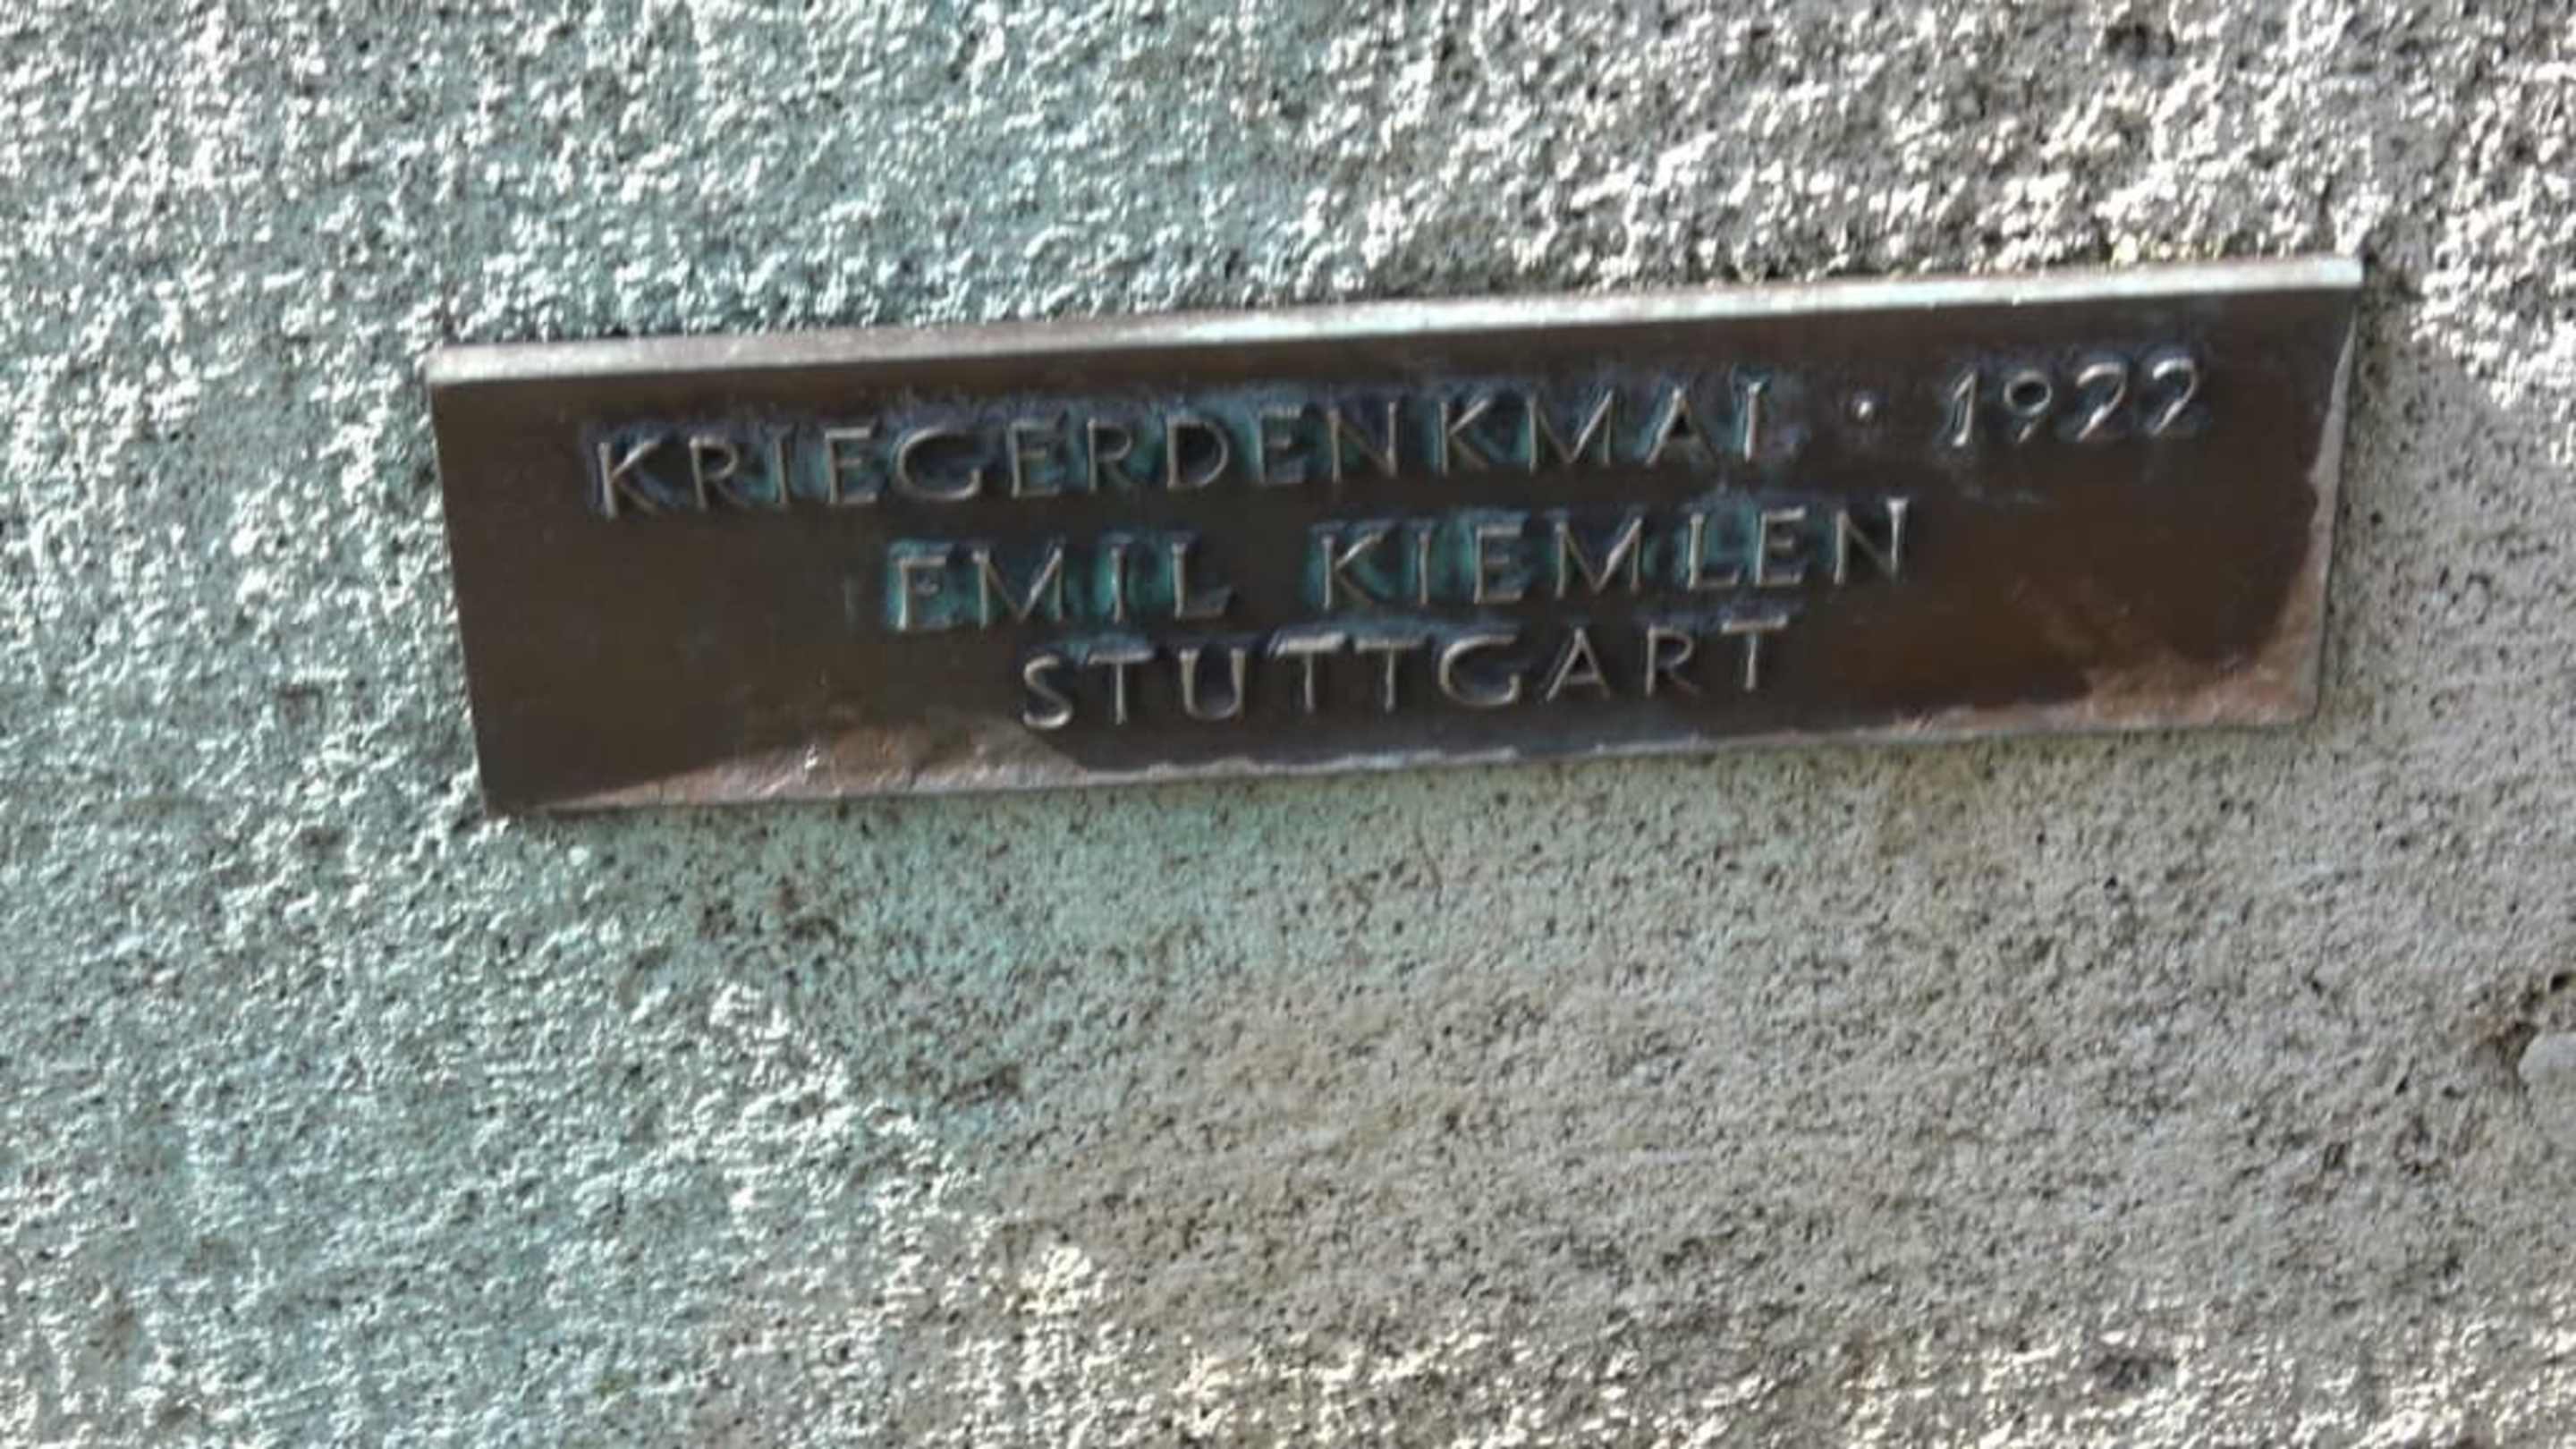 KRIEGERDENKMAL · 1922
EMIL KIEMLEN
STUTTGART